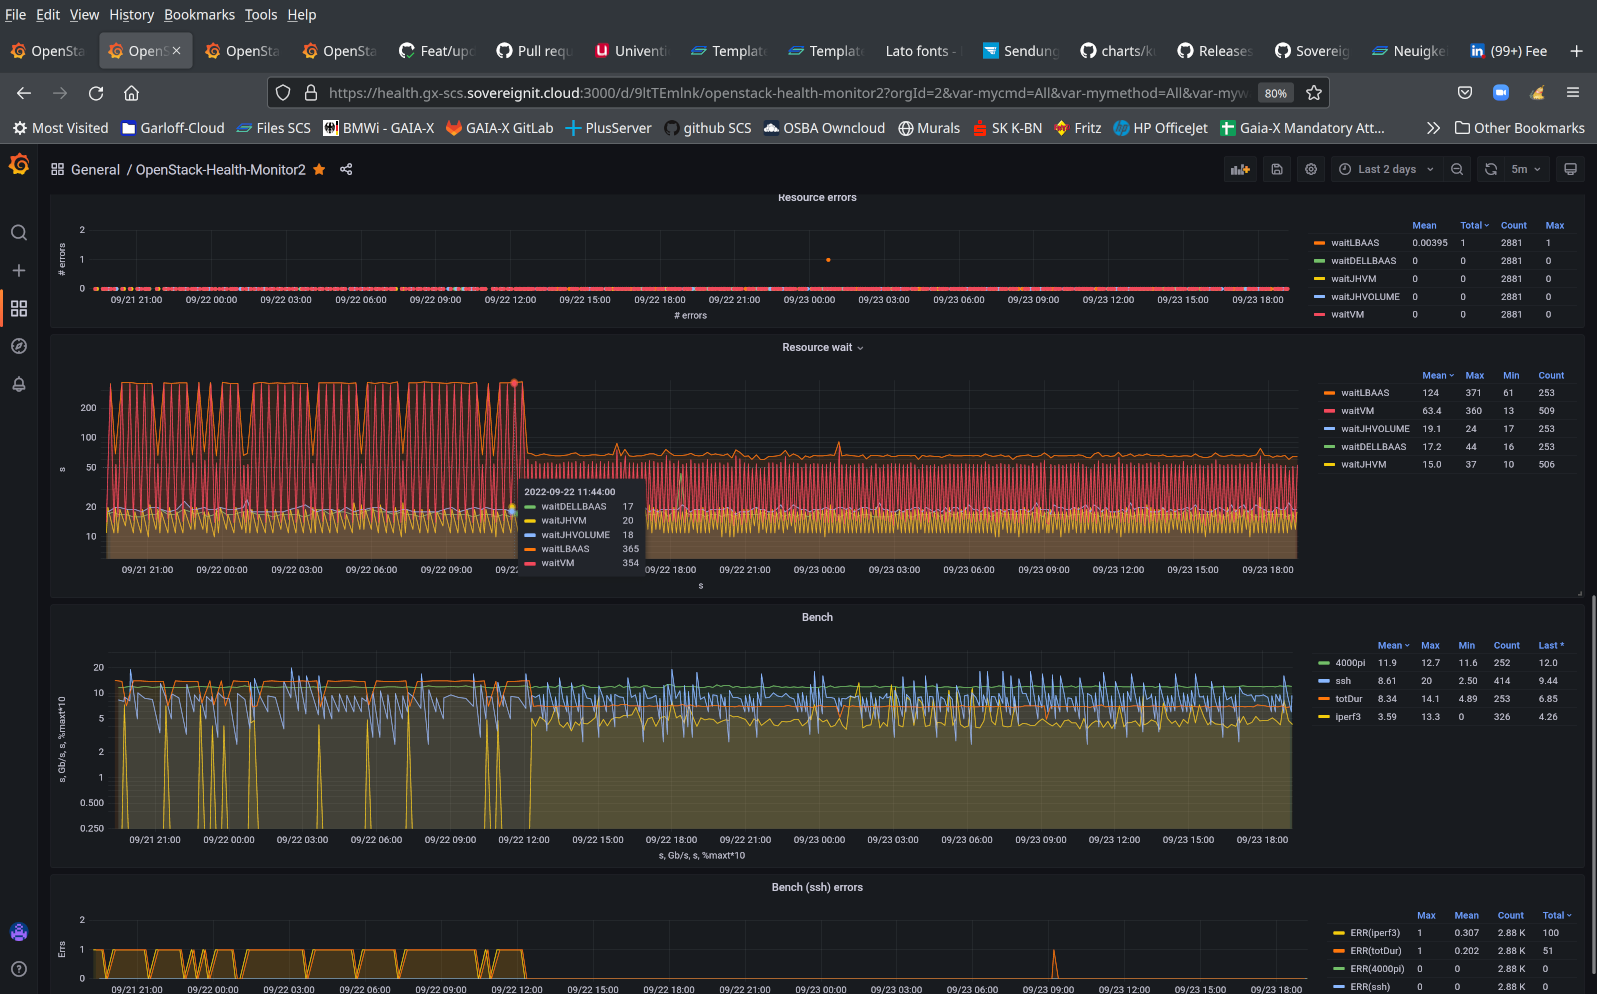 File Edit View History Bookmarks Tools Help
OpenSta OpenS × OpenSta OpenSta Feat/upd Pull requ Univenti Template Template Lato fonts - Sendung charts/ku Releases Sovereig Neuigke (99+) Fee +
https://health.gx-scs.sovereignit.cloud:3000/d/9ltTEmlnk/openstack-health-monitor2?orgId=2&var-mycmd=All&var-mymethod=All&var-myw 80%
Most Visited Garloff-Cloud Files SCS BMWi - GAIA-X GAIA-X GitLab PlusServer github SCS OSBA Owncloud Murals SK K-BN Fritz HP OfficeJet Gaia-X Mandatory Att... Other Bookmarks
General / OpenStack-Health-Monitor2 Last 2 days 5m
Resource errors
Mean Total Count Max
2
1
0
# errors
waitLBAAS 0.00395 1 2881 1
waitDELLBAAS 0 0 2881 0
waitJHVM 0 0 2881 0
waitJHVOLUME 0 0 2881 0
waitVM 0 0 2881 0
09/21 21:00 09/22 00:00 09/22 03:00 09/22 06:00 09/22 09:00 09/22 12:00 09/22 15:00 09/22 18:00 09/22 21:00 09/23 00:00 09/23 03:00 09/23 06:00 09/23 09:00 09/23 12:00 09/23 15:00 09/23 18:00
# errors
Resource wait
Mean Max Min Count
200
100
50
20
10
s
waitLBAAS 124 371 61 253
waitVM 63.4 360 13 509
waitJHVOLUME 19.1 24 17 253
waitDELLBAAS 17.2 44 16 253
waitJHVM 15.0 37 10 506
2022-09-22 11:44:00
waitDELLBAAS 17
waitJHVM 20
waitJHVOLUME 18
waitLBAAS 365
waitVM 354
09/21 21:00 09/22 00:00 09/22 03:00 09/22 06:00 09/22 09:00 09/22 18:00 09/22 21:00 09/23 00:00 09/23 03:00 09/23 06:00 09/23 09:00 09/23 12:00 09/23 15:00 09/23 18:00
s
Bench
Mean Max Min Count Last *
20
10
5
2
1
0.500
0.250
s, Gb/s, s, %maxt*10
4000pi 11.9 12.7 11.6 252 12.0
ssh 8.61 20 2.50 414 9.44
totDur 8.34 14.1 4.89 253 6.85
iperf3 3.59 13.3 0 326 4.26
09/21 21:00 09/22 00:00 09/22 03:00 09/22 06:00 09/22 09:00 09/22 12:00 09/22 15:00 09/22 18:00 09/22 21:00 09/23 00:00 09/23 03:00 09/23 06:00 09/23 09:00 09/23 12:00 09/23 15:00 09/23 18:00
s, Gb/s, s, %maxt*10
Bench (ssh) errors
Max Mean Count Total
2
1
0
Errs
ERR(iperf3) 1 0.307 2.88 K 100
ERR(totDur) 1 0.202 2.88 K 51
ERR(4000pi) 0 0 2.88 K 0
ERR(ssh) 0 0 2.88 K 0
09/21 21:00 09/22 00:00 09/22 03:00 09/22 06:00 09/22 09:00 09/22 12:00 09/22 15:00 09/22 18:00 09/22 21:00 09/23 00:00 09/23 03:00 09/23 06:00 09/23 09:00 09/23 12:00 09/23 15:00 09/23 18:00